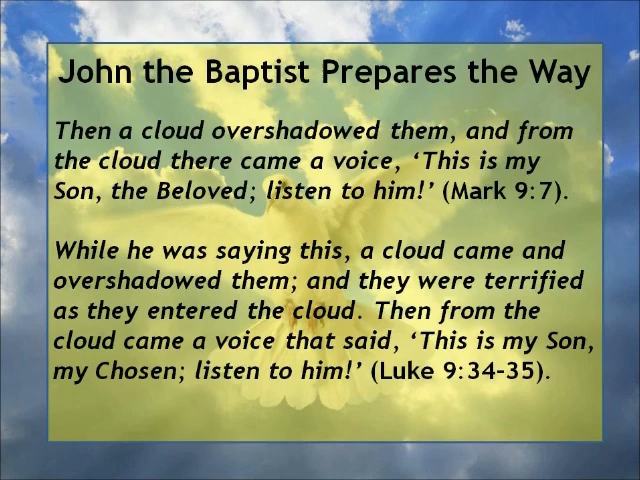 John the Baptist Prepares the Way
Then a cloud overshadowed them, and from
the cloud there came a voice, ‘This is my
Son, the Beloved; listen to him!’ (Mark 9:7).
While he was saying this, a cloud came and
overshadowed them; and they were terrified
as they entered the cloud. Then from the
cloud came a voice that said, ‘This is my Son,
my Chosen; listen to him!’ (Luke 9:34-35).